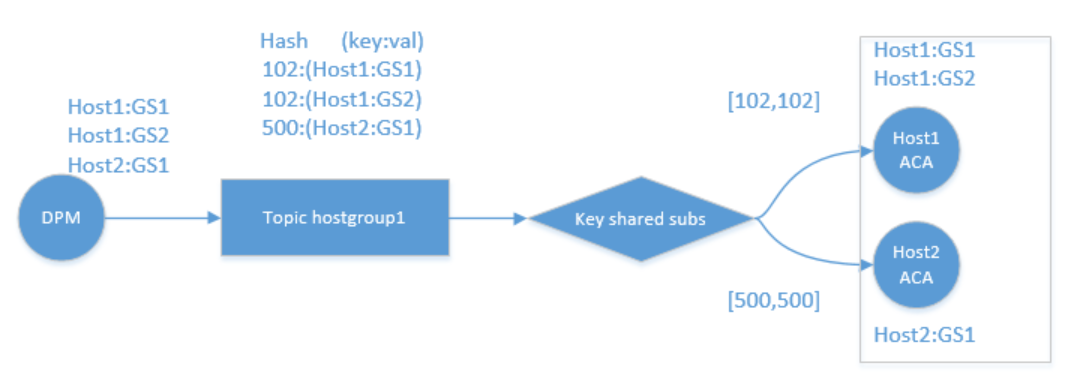 Host1:GS1
Host1:GS2
Host2:GS1
DPM
Hash (key:val)
102:(Host1:GS1)
102:(Host1:GS2)
500:(Host2:GS1)
Topic hostgroup1
Key shared subs
[102,102]
[500,500]
Host1:GS1
Host1:GS2
Host1
ACA
Host2
ACA
Host2:GS1